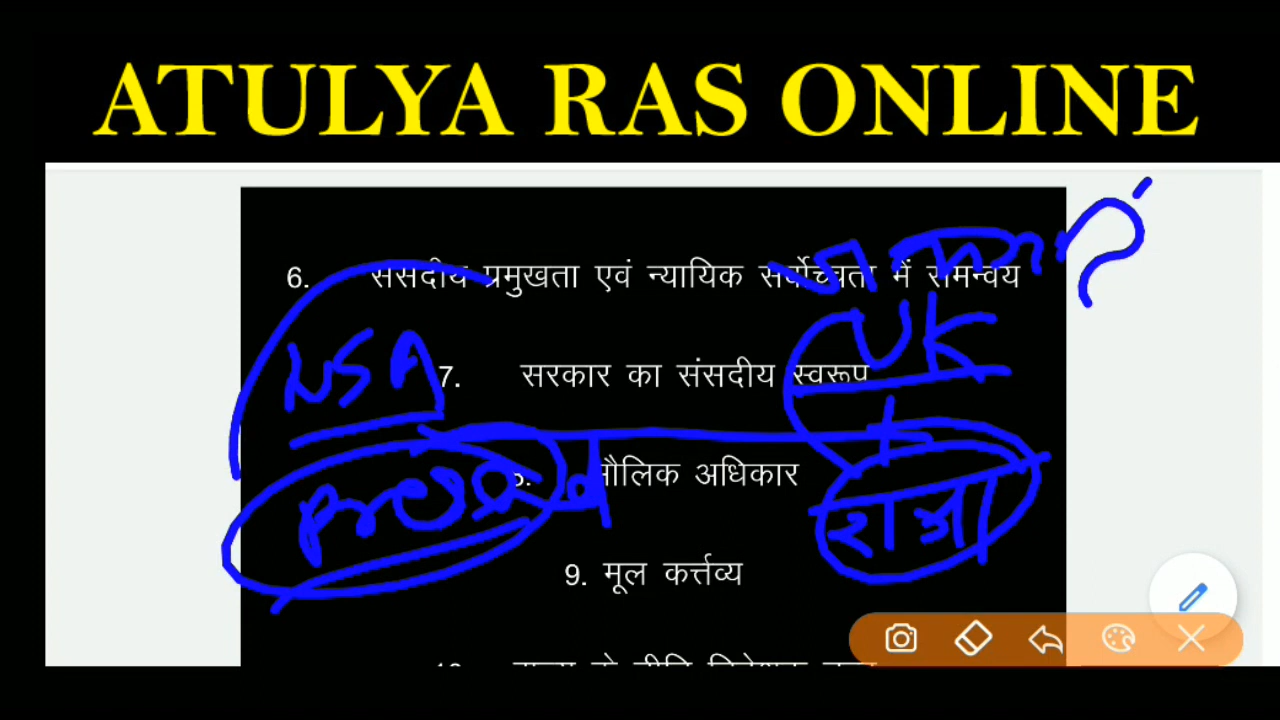 ATULYA RAS ONLINE
6. संसदीय प्रमुखता एवं न्यायिक सर्वोच्चता में समन्वय
UK
7. सरकार का संसदीय स्वरूप
8. मौलिक अधिकार
9. मूल कर्त्तव्य